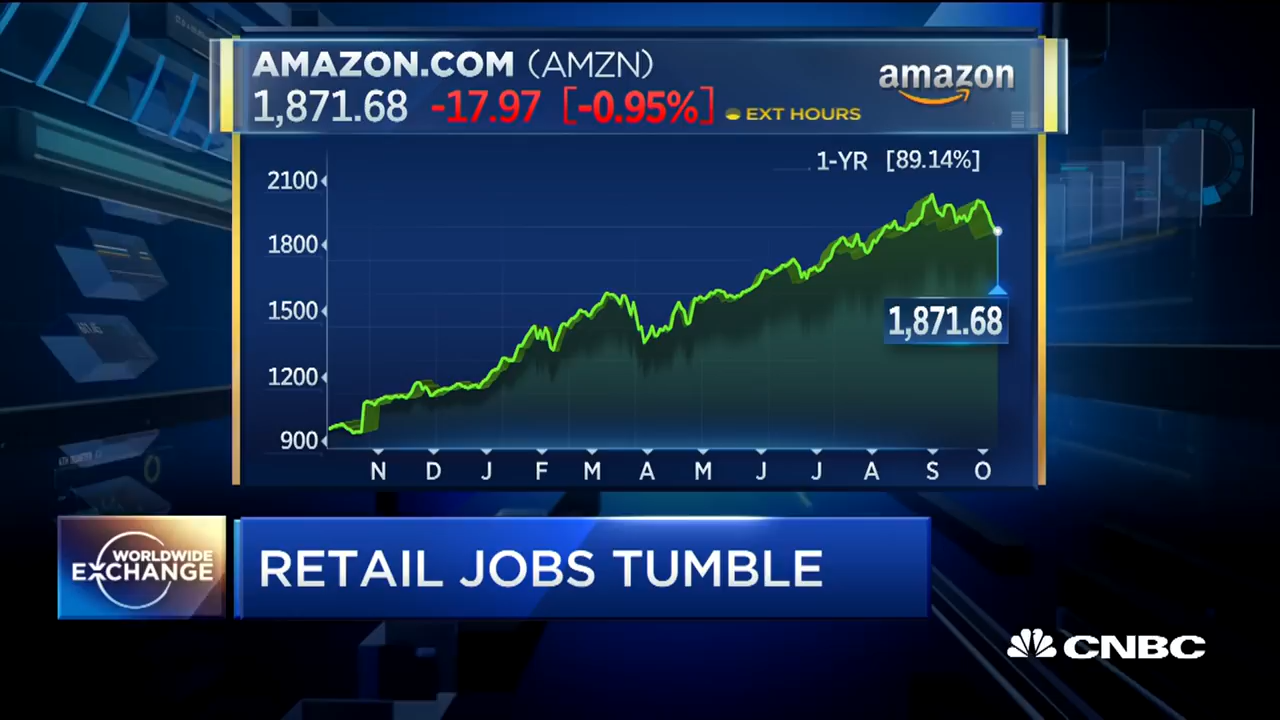 AMAZON.COM (AMZN)
1,871.68 -17.97 [-0.95%] EXT HOURS
amazon
1-YR [89.14%]
2100
1800
1500
1200
900
1,871.68
N D J F M A M J J A S O
WORLDWIDE
EXCHANGE
RETAIL JOBS TUMBLE
CNBC